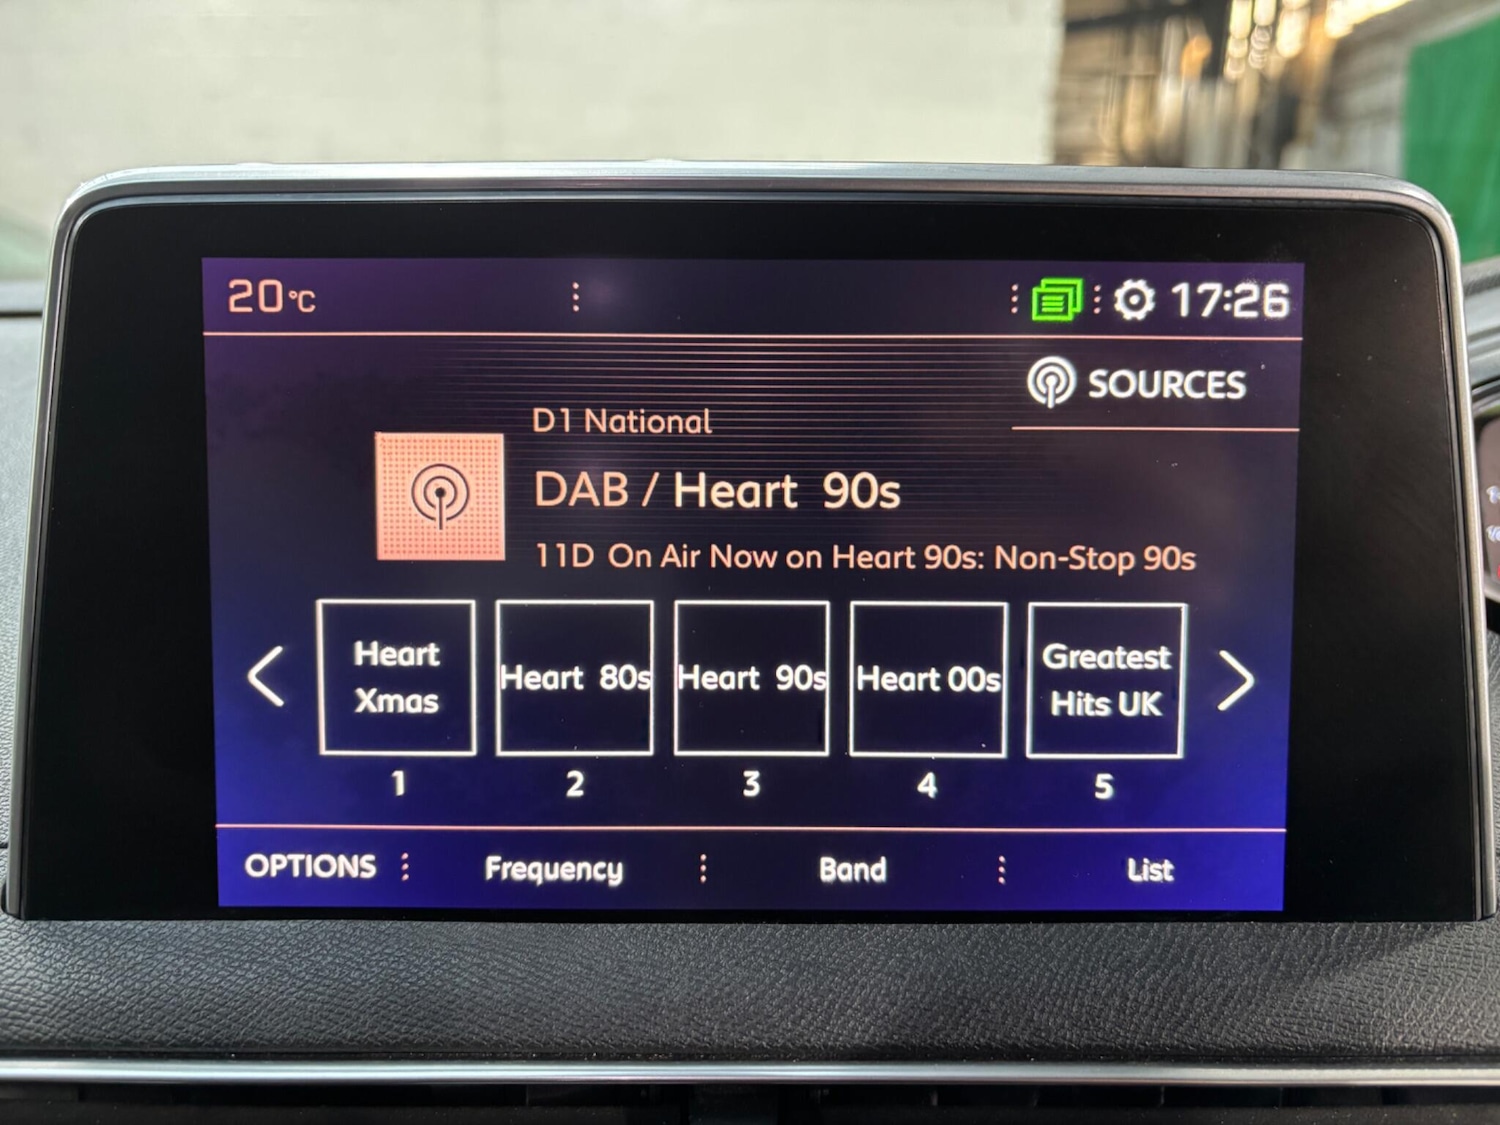 20°C
17:26
SOURCES
D1 National
DAB / Heart 90s
11D On Air Now on Heart 90s: Non-Stop 90s
Heart
Xmas
Heart 80s
Heart 90s
Heart 00s
Greatest
Hits UK
1
2
3
4
5
OPTIONS
Frequency
Band
List